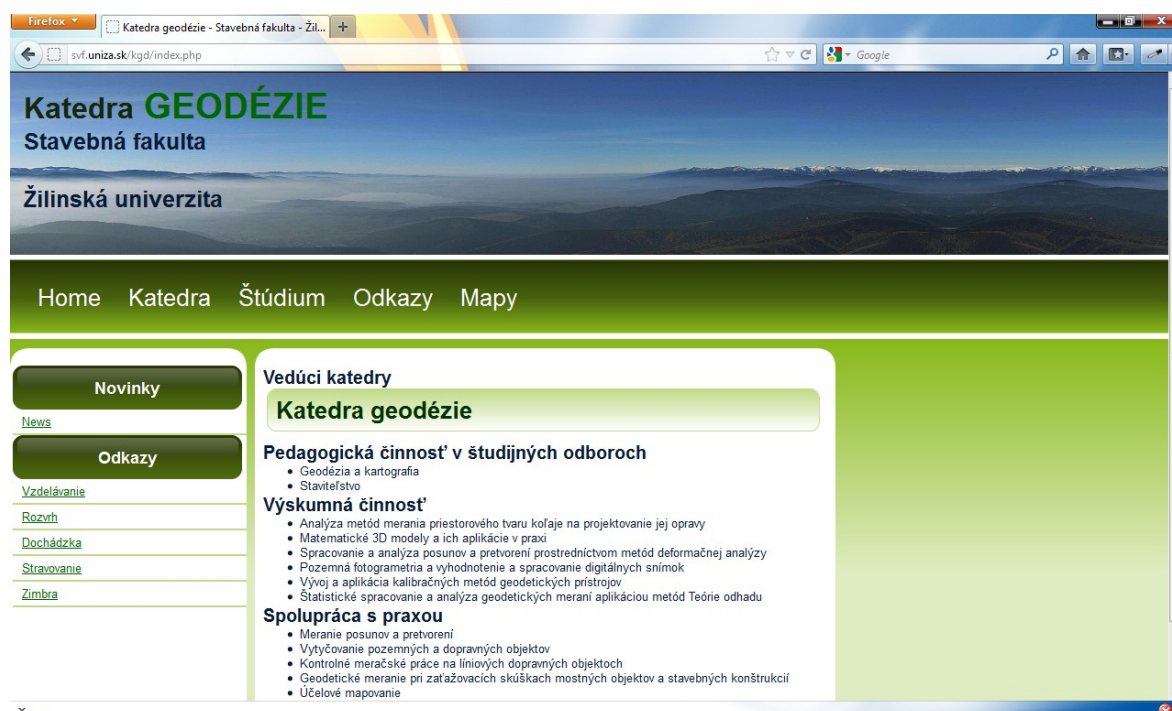 Firefox
Katedra geodézie - Stavebná fakulta - Žil...
svf.uniza.sk/kgd/index.php
Google
Katedra GEODÉZIE
Stavebná fakulta
Žilinská univerzita
Home Katedra Štúdium Odkazy Mapy
Novinky
News
Odkazy
Vzdelávanie
Rozvrh
Dochádzka
Stravovanie
Zimbra
Vedúci katedry
Katedra geodézie
Pedagogická činnosť v študijných odboroch
Geodézia a kartografia
Staviteľstvo
Výskumná činnosť
Analýza metód merania priestorového tvaru koľaje na projektovanie jej opravy
Matematické 3D modely a ich aplikácie v praxi
Spracovanie a analýza posunov a pretvorení prostredníctvom metód deformačnej analýzy
Pozemná fotogrametria a vyhodnotenie a spracovanie digitálnych snímok
Vývoj a aplikácia kalibračných metód geodetických prístrojov
Štatistické spracovanie a analýza geodetických meraní aplikáciou metód Teórie odhadu
Spolupráca s praxou
Meranie posunov a pretvorení
Vytyčovanie pozemných a dopravných objektov
Kontrolné meračské práce na líniových dopravných objektoch
Geodetické meranie pri zaťažovacích skúškach mostných objektov a stavebných konštrukcií
Účelové mapovanie